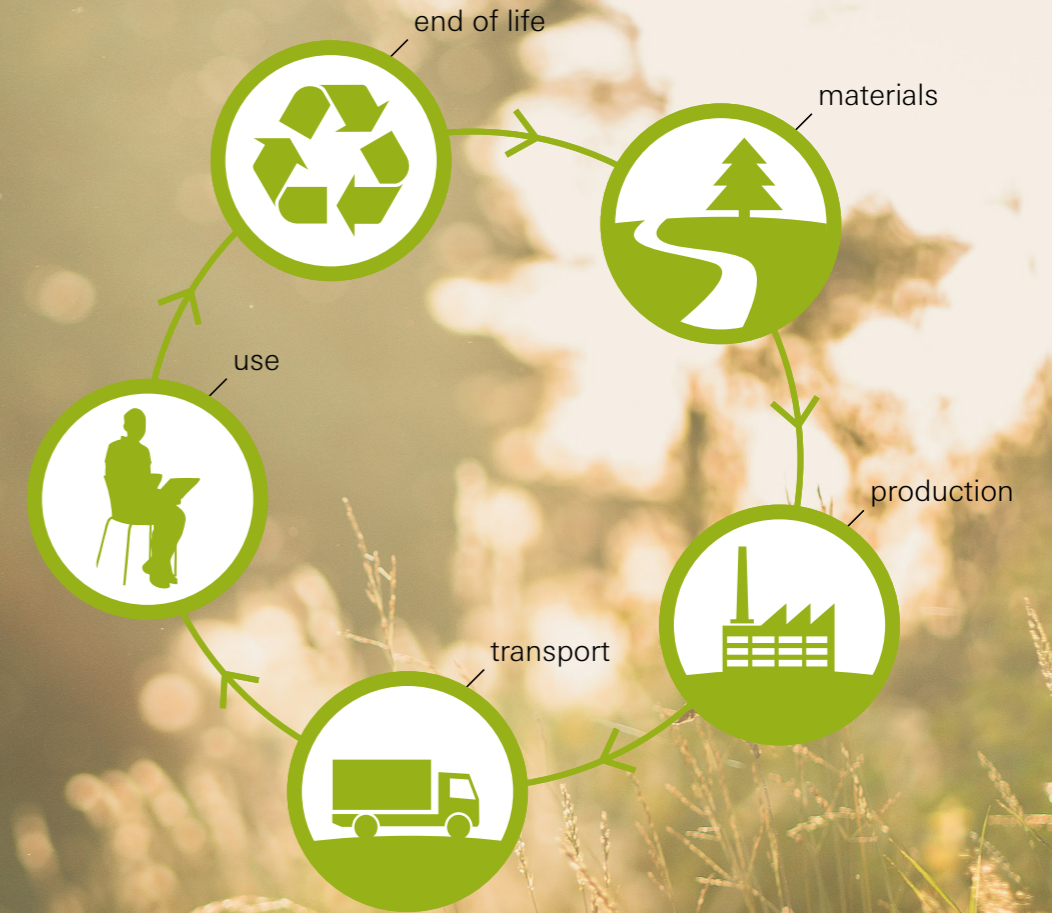 end of life
materials
use
production
transport